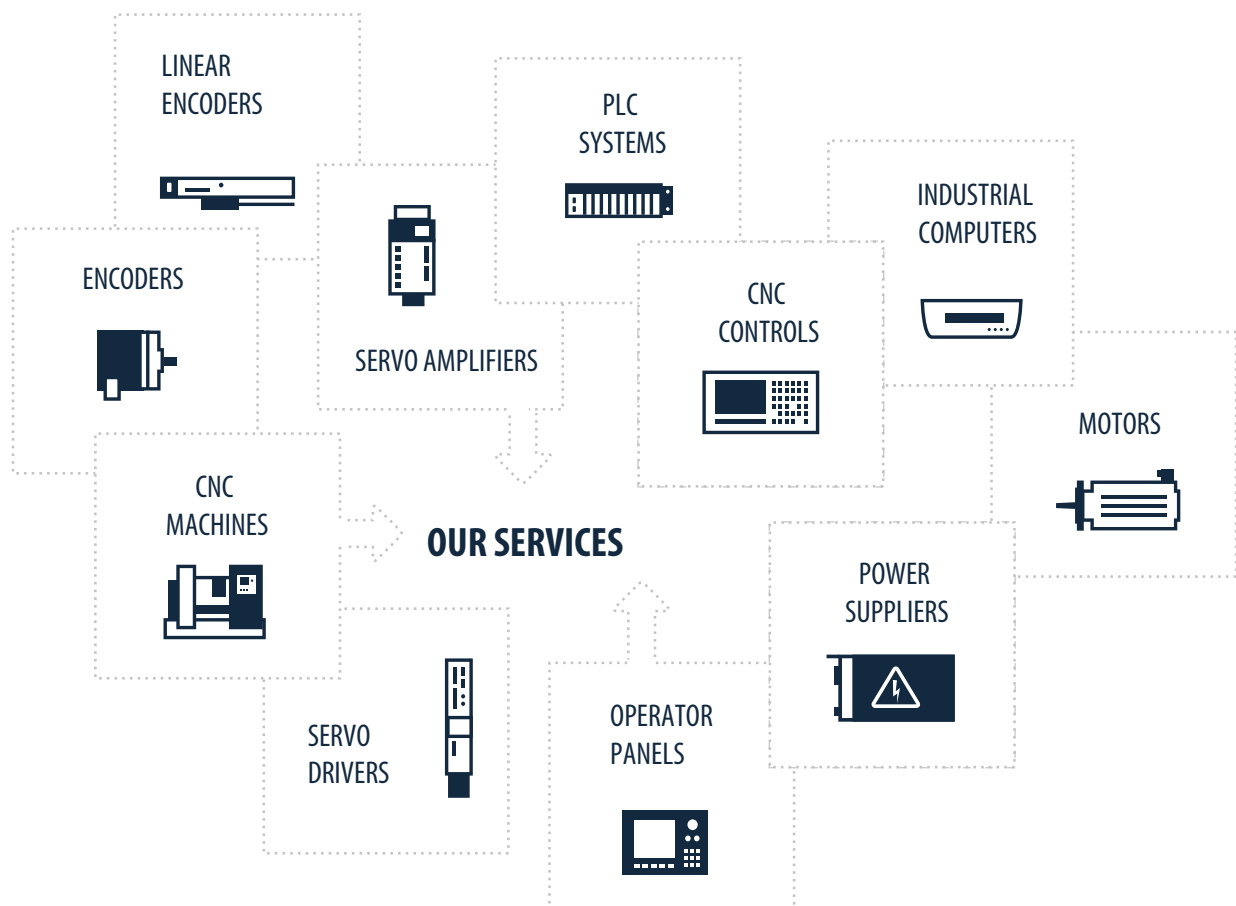 LINEAR
ENCODERS
PLC
SYSTEMS
INDUSTRIAL
COMPUTERS
ENCODERS
CNC
CONTROLS
SERVO AMPLIFIERS
MOTORS
CNC
MACHINES
OUR SERVICES
POWER
SUPPLIERS
OPERATOR
PANELS
SERVO
DRIVERS